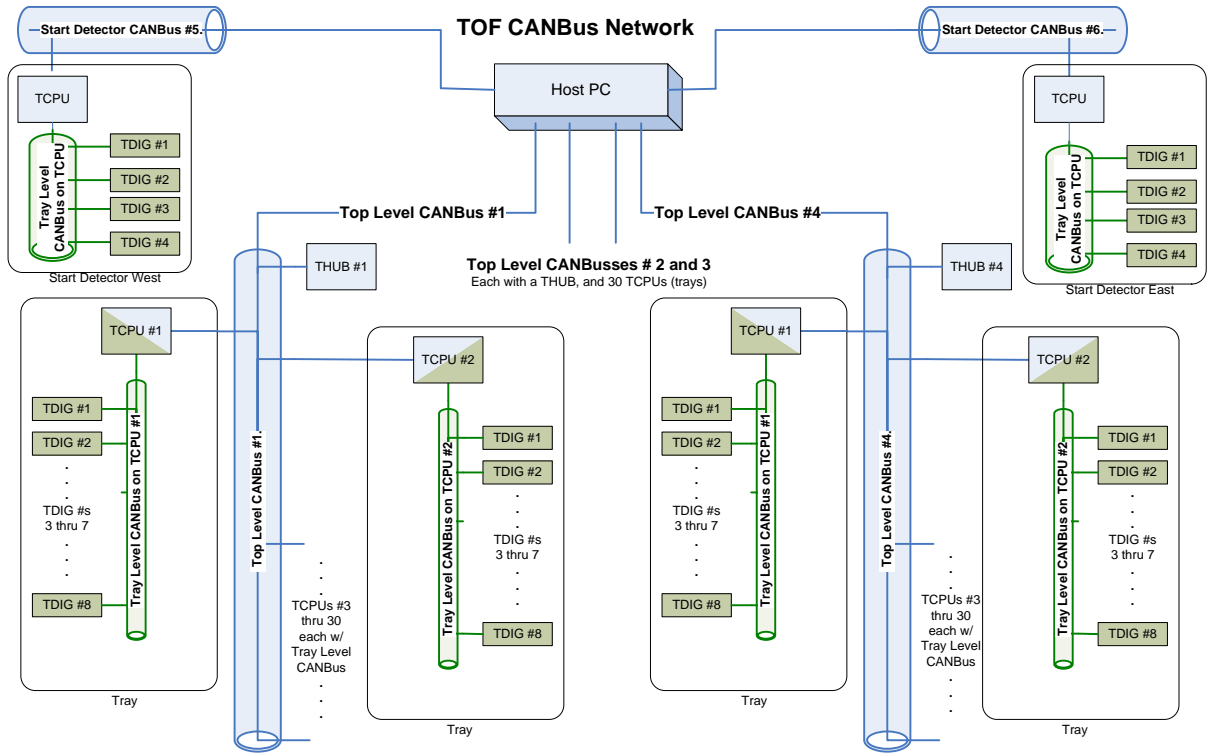 TOF CANBus Network
Start Detector CANBus #5.
Start Detector CANBus #6.
Host PC
TCPU
Tray Level
CANBus on TCPU
TDIG #1
TDIG #2
TDIG #3
TDIG #4
Start Detector West
TCPU
Tray Level
CANBus on TCPU
TDIG #1
TDIG #2
TDIG #3
TDIG #4
Start Detector East
Top Level CANBus #1
Top Level CANBus #4
Top Level CANBusses # 2 and 3
Each with a THUB, and 30 TCPUs (trays)
THUB #1
THUB #4
TCPU #1
TDIG #1
TDIG #2
TDIG #s
3 thru 7
TDIG #8
Tray Level CANBus on TCPU #1
Tray
Top Level CANBus #1.
TCPUs #3
thru 30
each w/
Tray Level
CANBus
TCPU #2
Tray Level CANBus on TCPU #2.
TDIG #1
TDIG #2
TDIG #s
3 thru 7
TDIG #8
Tray
TCPU #1
TDIG #1
TDIG #2
TDIG #s
3 thru 7
TDIG #8
Tray Level CANBus on TCPU #1
Tray
Top Level CANBus #4.
TCPUs #3
thru 30
each w/
Tray Level
CANBus
TCPU #2
Tray Level CANBus on TCPU #2.
TDIG #1
TDIG #2
TDIG #s
3 thru 7
TDIG #8
Tray